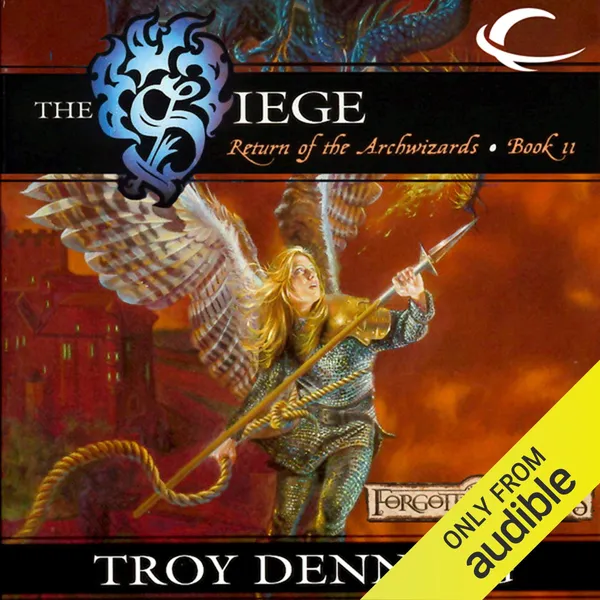 THE SIEGE
Return of the Archwizards • Book II
TROY DENN
ONLY FROM
audible